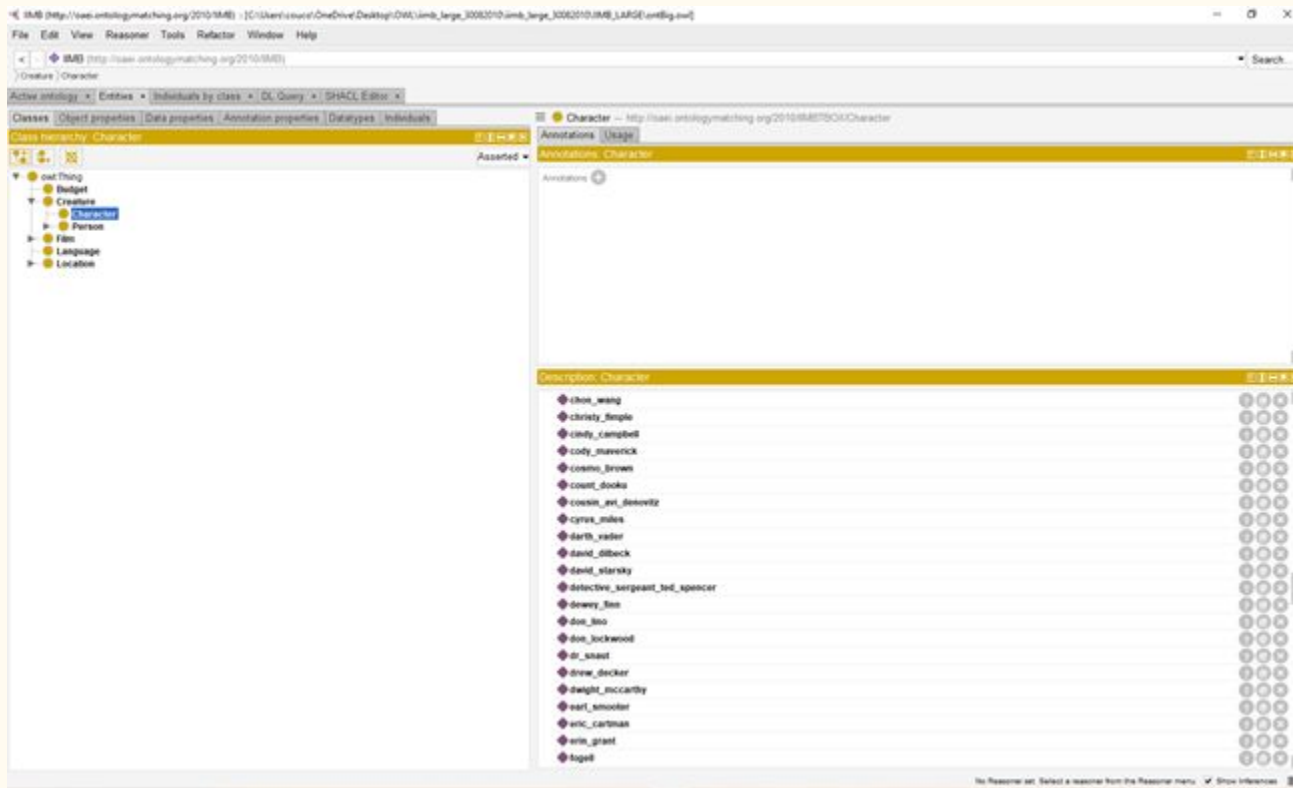 IIMB (http://oaei.ontologymatching.org/2010/IIMB) : [C:\Users\couco\OneDrive\Desktop\OWL\iimb_large_30082010\iimb_large_30082010\IIMB_LARGE\ontBig.owl]
File Edit View Reasoner Tools Refactor Window Help
< > IIMB (http://oaei.ontologymatching.org/2010/IIMB) Search...
Creature Character
Active ontology × Entities × Individuals by class × DL Query × SHACL Editor ×
Classes Object properties Data properties Annotation properties Datatypes Individuals
Class hierarchy: Character
Asserted
owl:Thing
Budget
Creature
Character
Person
Film
Language
Location
Character — http://oaei.ontologymatching.org/2010/IIMBTBOX/Character
Annotations Usage
Annotations: Character
Annotations
Description: Character
chon_wang
christy_fimple
cindy_campbell
cody_maverick
cosmo_brown
count_dooku
cousin_avi_denovitz
cyrus_miles
darth_vader
david_dilbeck
david_starsky
detective_sergeant_ted_spencer
dewey_finn
don_lino
don_lockwood
dr_snast
drew_decker
dwight_mccarthy
earl_smooter
eric_cartman
erin_grant
fogell
No Reasoner set. Select a reasoner from the Reasoner menu Show Inferences